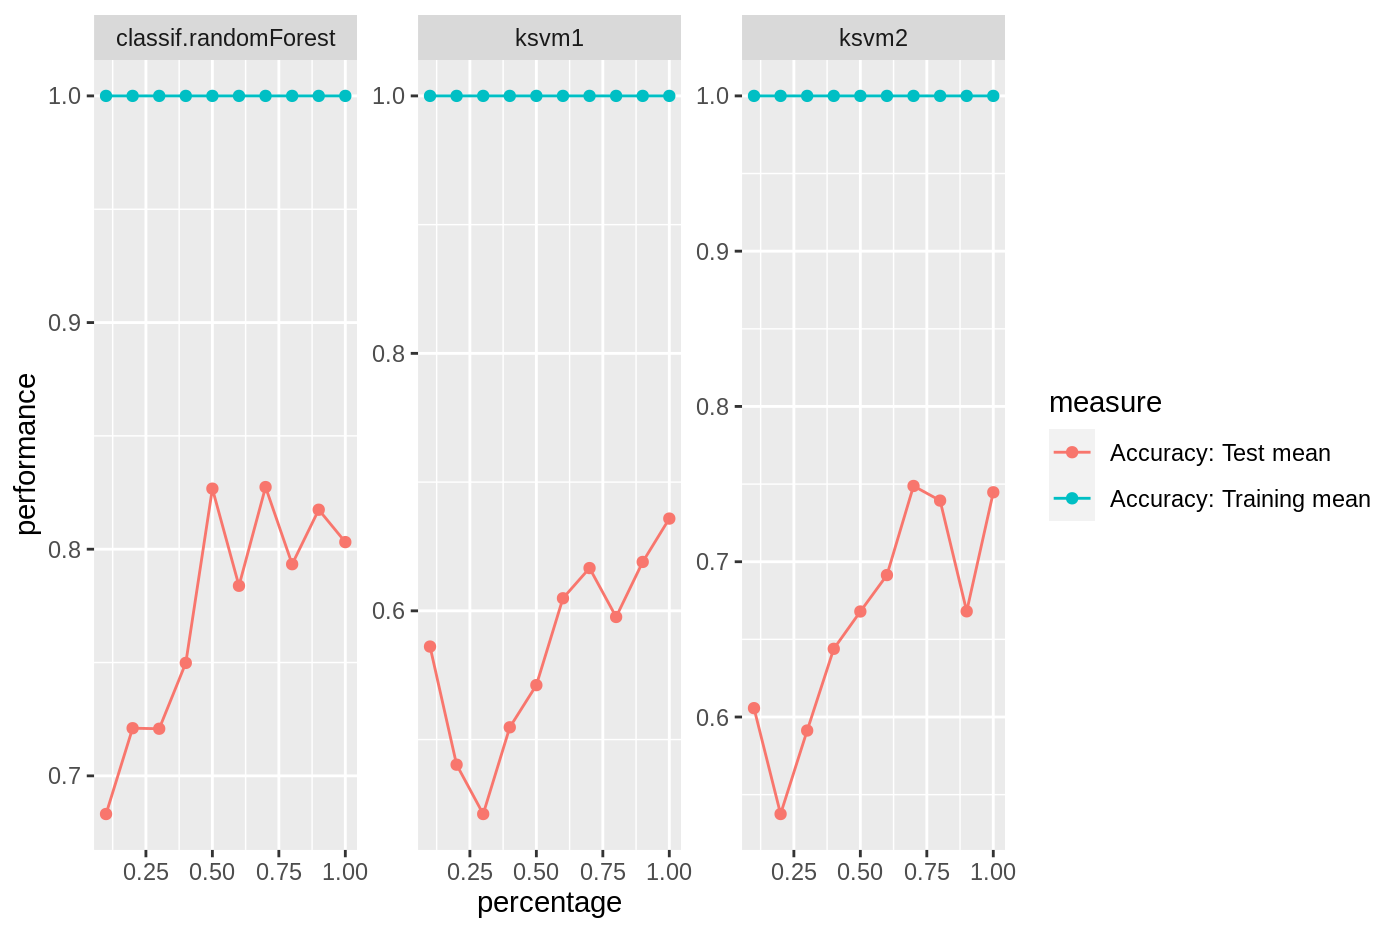 classif.randomForest
ksvm1
ksvm2
performance
1.0
0.9
0.8
0.7
1.0
0.8
0.6
1.0
0.9
0.8
0.7
0.6
0.25 0.50 0.75 1.00
0.25 0.50 0.75 1.00
0.25 0.50 0.75 1.00
percentage
measure
Accuracy: Test mean
Accuracy: Training mean